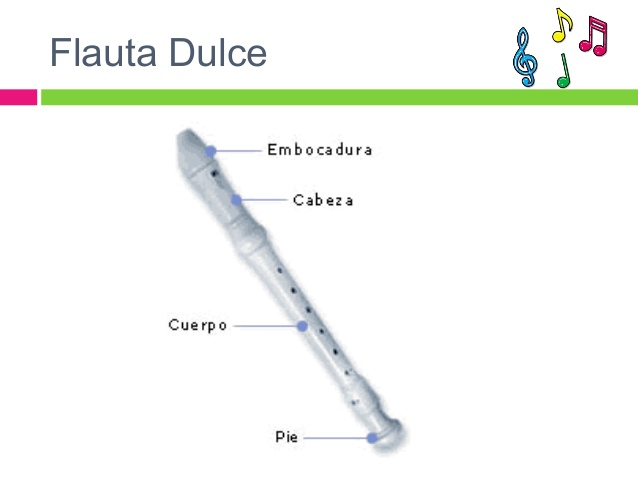 Flauta Dulce
Embocadura
Cabeza
Cuerpo
Pie